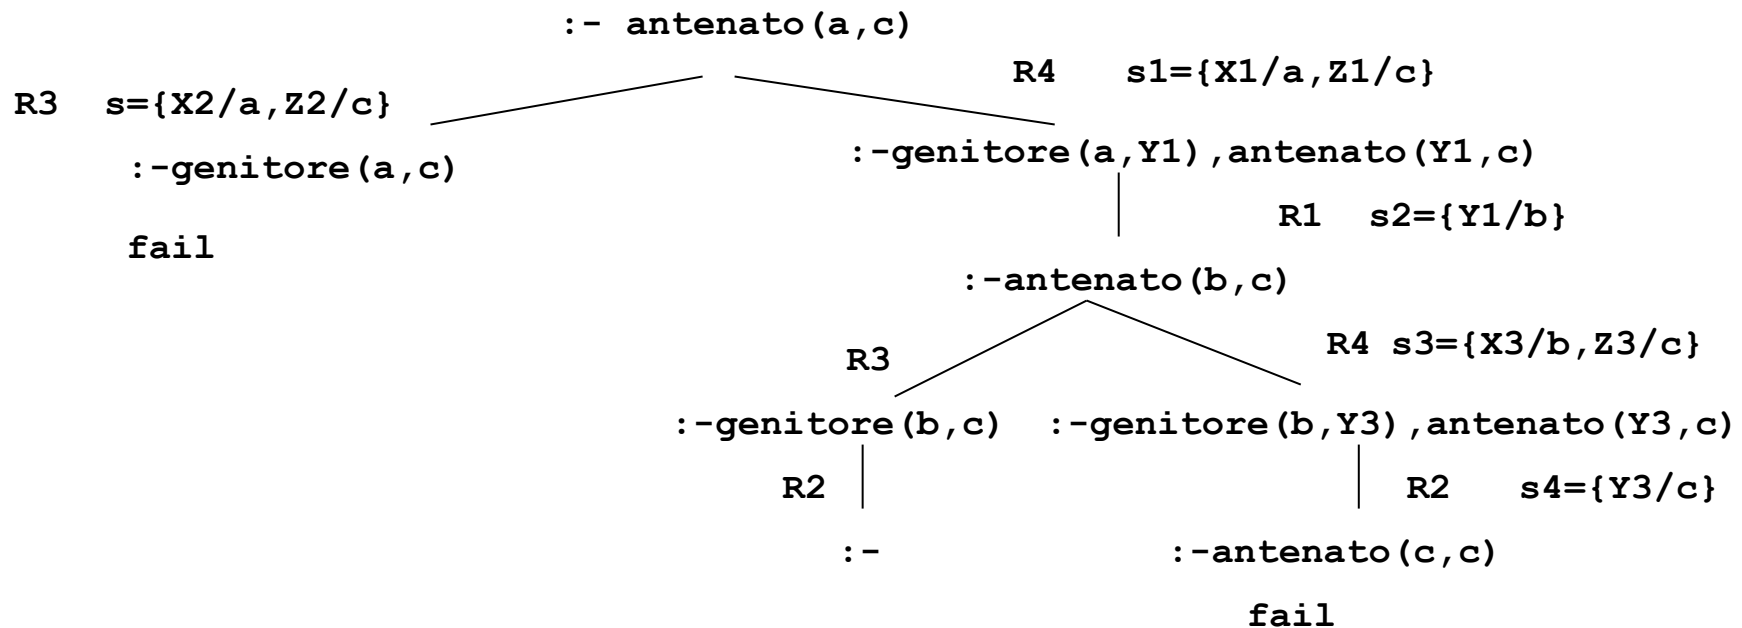 :- antenato(a,c)
R4 s1={X1/a,Z1/c}
R3 s={X2/a,Z2/c}
:-genitore(a,Y1),antenato(Y1,c)
:-genitore(a,c)
R1 s2={Y1/b}
fail
:-antenato(b,c)
R4 s3={X3/b,Z3/c}
R3
:-genitore(b,c) :-genitore(b,Y3),antenato(Y3,c)
R2 R2 s4={Y3/c}
:- :-antenato(c,c)
fail